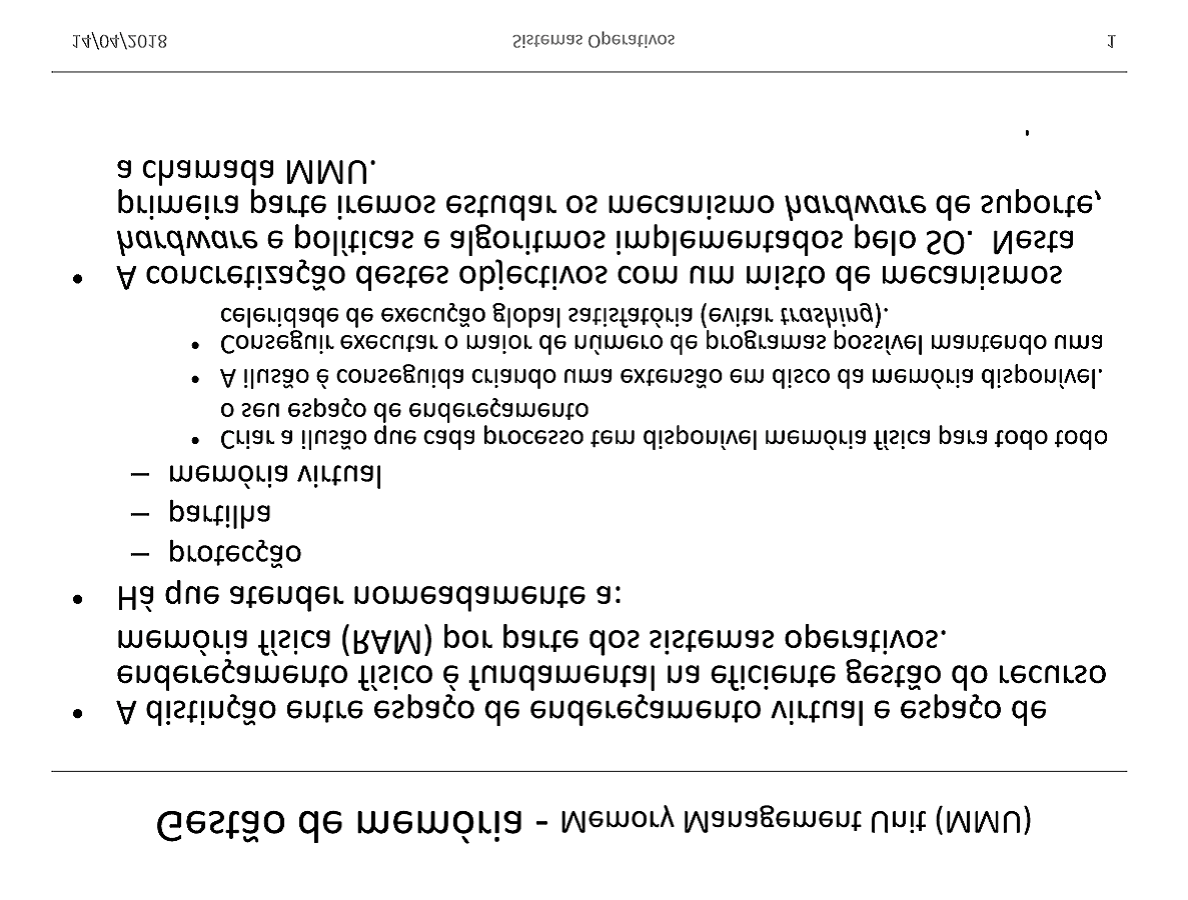 Gestão de memória - Memory Management Unit (MMU)
• A distinção entre espaço de endereçamento virtual e espaço de
endereçamento físico é fundamental na eficiente gestão do recurso
memória física (RAM) por parte dos sistemas operativos.
• Há que atender nomeadamente a:
– protecção
– partilha
– memória virtual
• Criar a ilusão que cada processo tem disponível memória física para todo todo
o seu espaço de endereçamento
• A ilusão é conseguida criando uma extensão em disco da memória disponível.
• Conseguir executar o maior de número de programas possível mantendo uma
celeridade de execução global satisfatória (evitar trashing).
• A concretização destes objectivos com um misto de mecanismos
hardware e políticas e algoritmos implementados pelo SO. Nesta
primeira parte iremos estudar os mecanismo hardware de suporte,
a chamada MMU.
.
14/04/2018 Sistemas Operativos 1